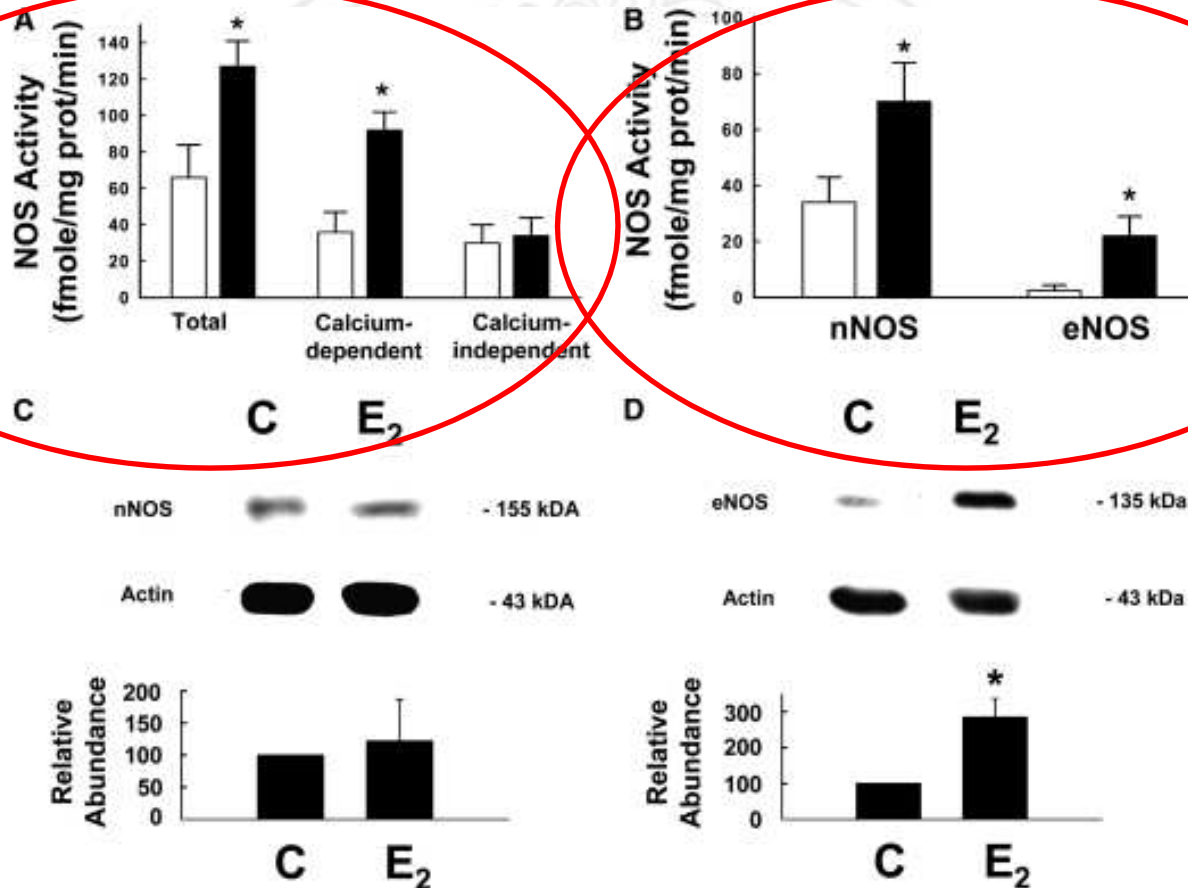 A
NOS Activity
(fmole/mg prot/min)
140
120
100
80
60
40
20
0
*
*
Total
Calcium-
dependent
Calcium-
independent
B
NOS Activity
(fmole/mg prot/min)
100
80
60
40
20
0
*
*
nNOS
eNOS
C
C E₂
nNOS - 155 kDA
Actin - 43 kDA
Relative
Abundance
200
150
100
50
0
C E₂
D
C E₂
eNOS - 135 kDa
Actin - 43 kDa
Relative
Abundance
300
200
100
0
*
C E₂